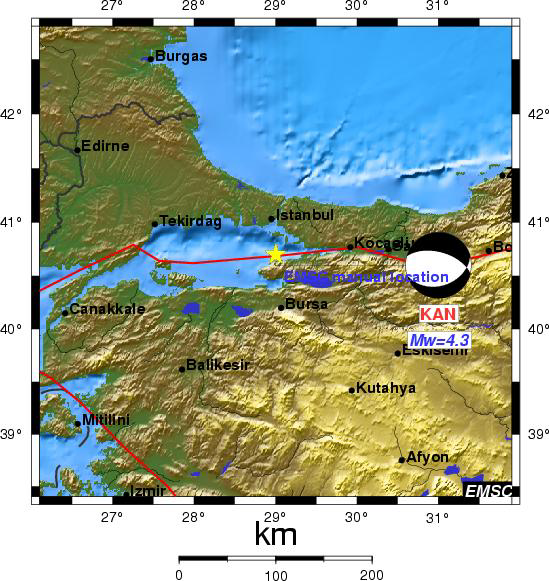 27° 28° 29° 30° 31°
Burgas
42° 42°
Edirne
Tekirdag Istanbul
41° 41°
Kocaeli
EMSC manual location
Canakkale Bursa
KAN
40° 40°
Mw=4.3
Eskisehir
Balikesir
Kutahya
Mitilini
39° 39°
Afyon
Izmir EMSC
27° 28° 29° 30° 31°
km
0 100 200